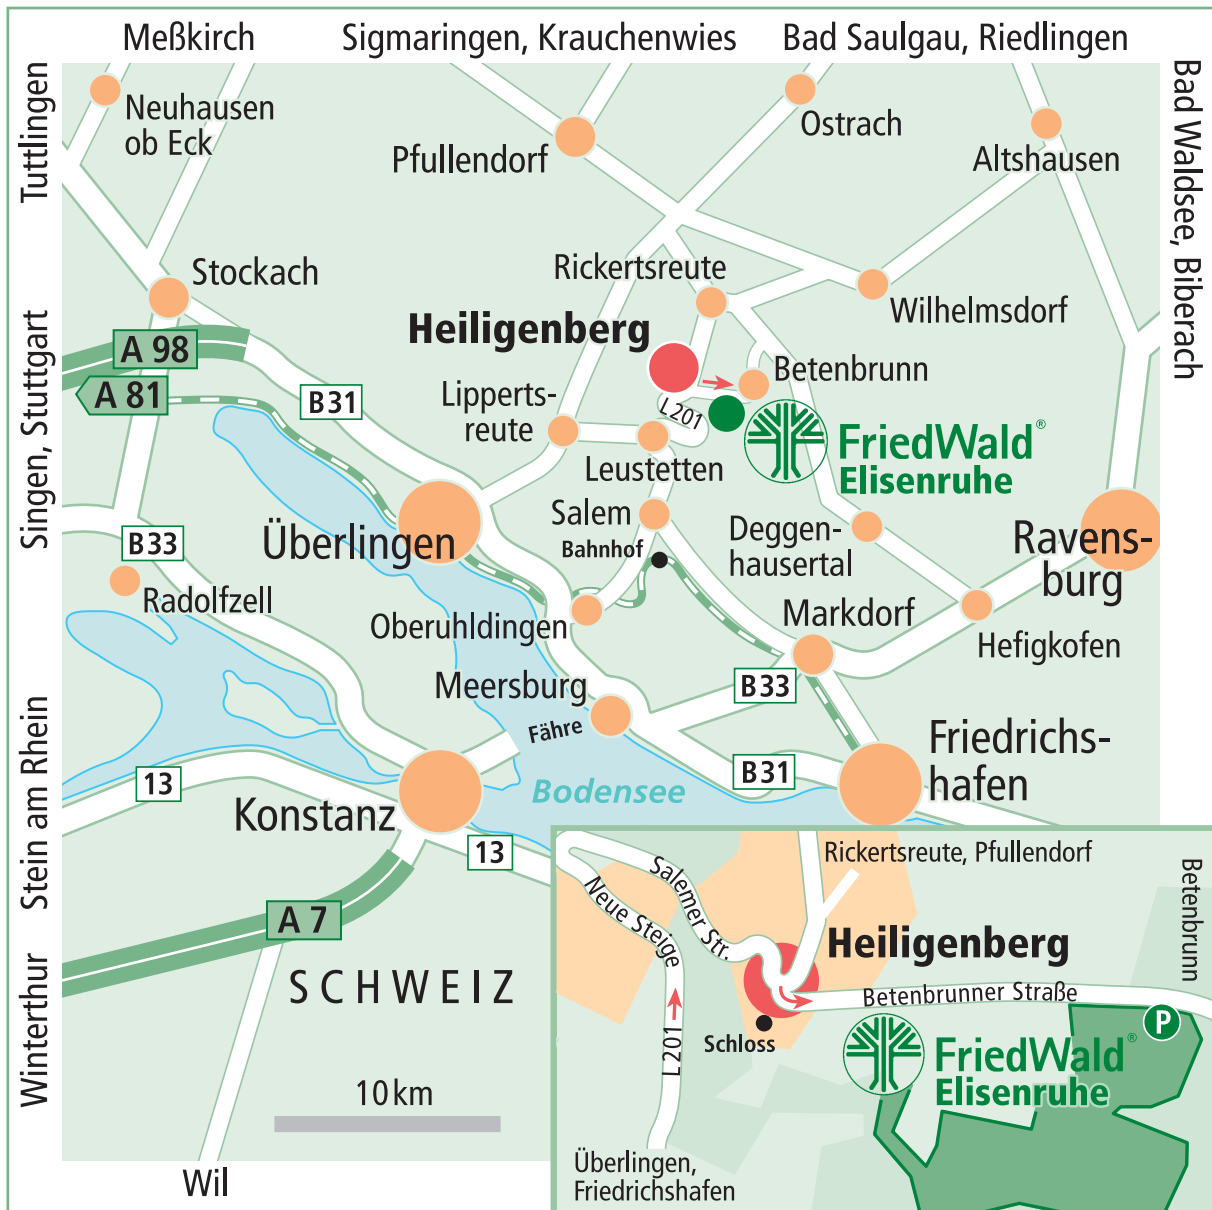 Meßkirch
Sigmaringen, Krauchenwies
Bad Saulgau, Riedlingen
Tuttlingen
Singen, Stuttgart
Stein am Rhein
Winterthur
Bad Waldsee, Biberach
Neuhausen
ob Eck
Pfullendorf
Ostrach
Altshausen
Stockach
Rickertsreute
Wilhelmsdorf
Heiligenberg
A 98
A 81
B31
Lipperts-
reute
L201
Betenbrunn
FriedWald®
Elisenruhe
Leustetten
Salem
Bahnhof
Überlingen
Deggen-
hausertal
Ravens-
burg
B33
Radolfzell
Oberuhldingen
Markdorf
Hefigkofen
Meersburg
B33
Fähre
Friedrichs-
hafen
B31
Bodensee
13
Konstanz
13
A 7
SCHWEIZ
10 km
Wil
Rickertsreute, Pfullendorf
Betenbrunn
Salemer Str.
Neue Steige
Heiligenberg
Betenbrunner Straße
P
Schloss
L201
FriedWald®
Elisenruhe
Überlingen,
Friedrichshafen